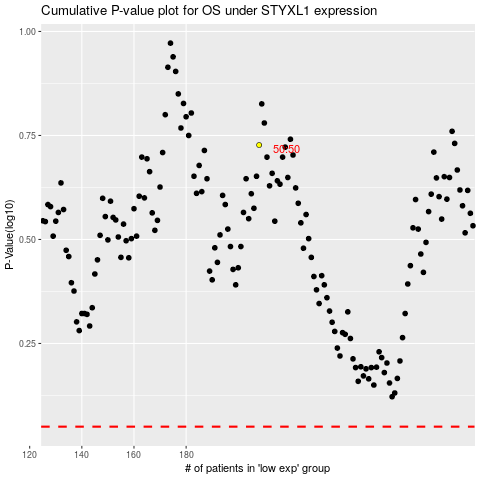 Cumulative P-value plot for OS under STYXL1 expression
P-Value(log10)
1.00
0.75
0.50
0.25
50:50
120 140 160 180
# of patients in 'low exp' group